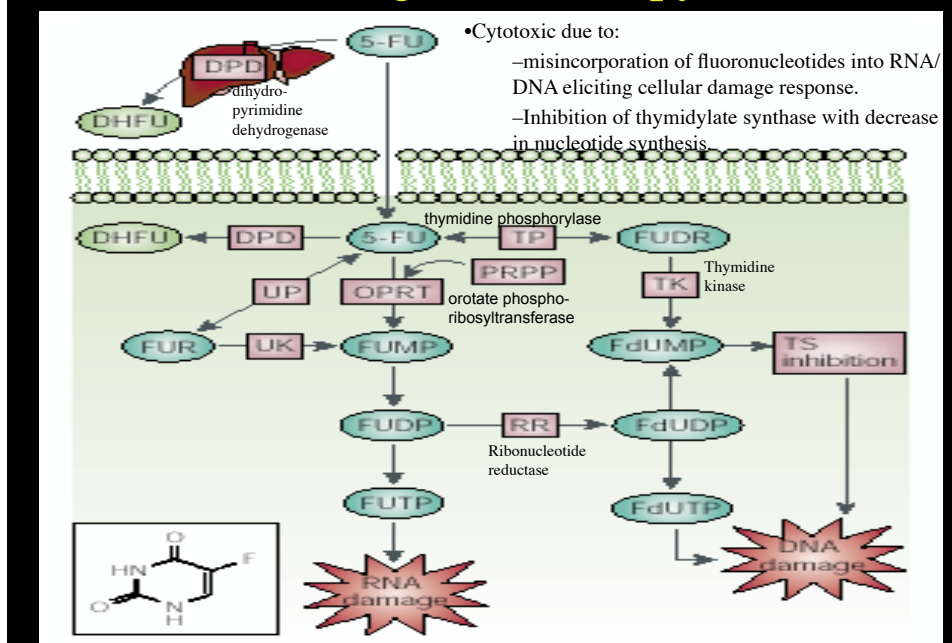 5-FU
DPD
dihydro-
pyrimidine
dehydrogenase
DHFU
•Cytotoxic due to:
–misincorporation of fluoronucleotides into RNA/
DNA eliciting cellular damage response.
–Inhibition of thymidylate synthase with decrease
in nucleotide synthesis.
thymidine phosphorylase
DHFU
DPD
5-FU
TP
FUDR
PRPP
UP
OPRT
orotate phospho-
ribosyltransferase
TK
Thymidine
kinase
FUR
UK
FUMP
FdUMP
TS
inhibition
FUDP
RR
FdUDP
Ribonucleotide
reductase
FUTP
FdUTP
RNA
damage
DNA
damage
O
F
HN
O
N
H